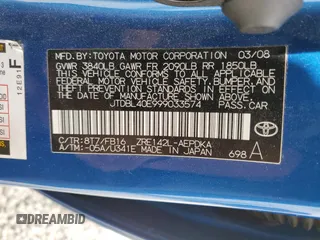 MFD. BY TOYOTA MOTOR CORPORATION 03/08
GVWR 3840LB GAWR FR 2090LB RR 1850LB
THIS VEHICLE CONFORMS TO ALL APPLICABLE
FEDERAL MOTOR VEHICLE SAFETY, BUMPER, AND
THEFT PREVENTION STANDARDS IN EFFECT ON
THE DATE OF MANUFACTURE SHOWN ABOVE.
JTDBL40E999033574 PASS. CAR
C/TR: 8T7/FB16 ZRE142L-AEPDKA
A/TM: -05A/U341E MADE IN JAPAN
698 A
TOYOTA
12E91
F
DREAMBID